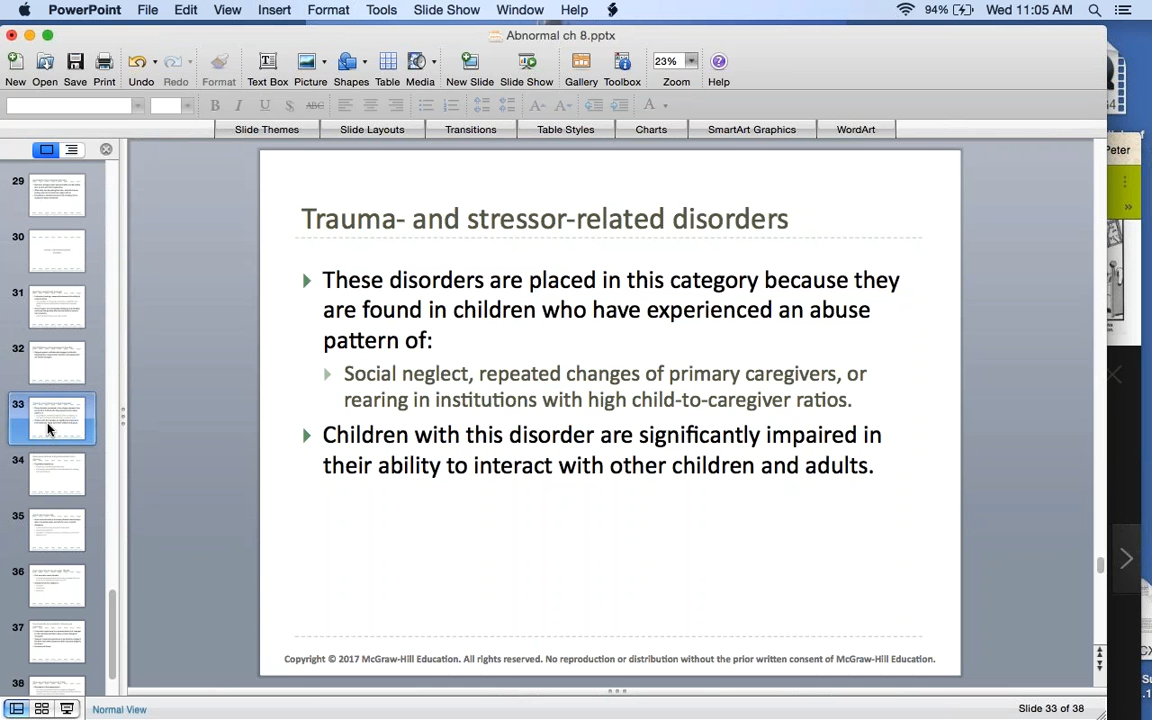 PowerPoint File Edit View Insert Format Tools Slide Show Window Help 94% Wed 11:05 AM
Abnormal ch 8.pptx
New Open Save Print Undo Redo Format Text Box Picture Shapes Table Media New Slide Slide Show Gallery Toolbox Zoom Help
23%
B I U S ABC A A A
Slide Themes Slide Layouts Transitions Table Styles Charts SmartArt Graphics WordArt
Peter
29
30
31
32
33
34
35
36
37
38
Trauma- and stressor-related disorders
These disorders are placed in this category because they
are found in children who have experienced an abuse
pattern of:
Social neglect, repeated changes of primary caregivers, or
rearing in institutions with high child-to-caregiver ratios.
Children with this disorder are significantly impaired in
their ability to interact with other children and adults.
Copyright © 2017 McGraw-Hill Education. All rights reserved. No reproduction or distribution without the prior written consent of McGraw-Hill Education.
Normal View
Slide 33 of 38